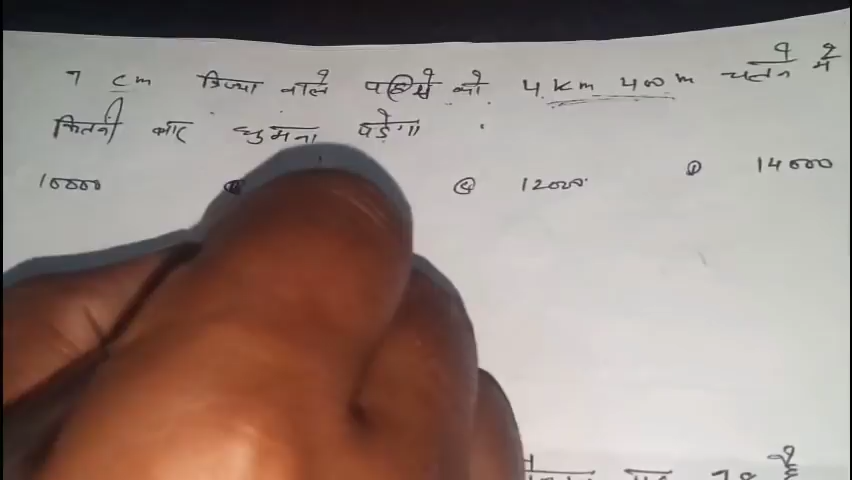 7 cm त्रिज्या वाले पहिये को 4 km 400 m चलने में
कितनी बार घुमना पड़ेगा
10000 © 12000 Ⓓ 14000